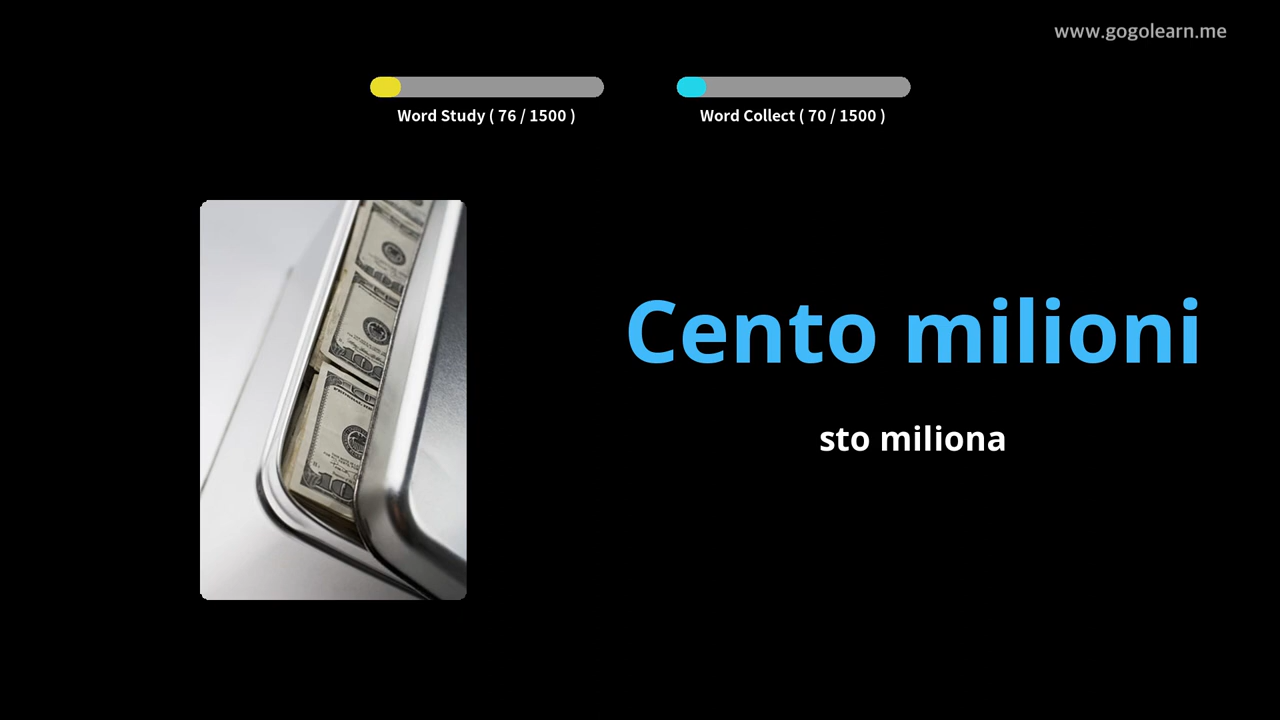 www.gogolearn.me
Word Study ( 76 / 1500 )
Word Collect ( 70 / 1500 )
Cento milioni
sto miliona